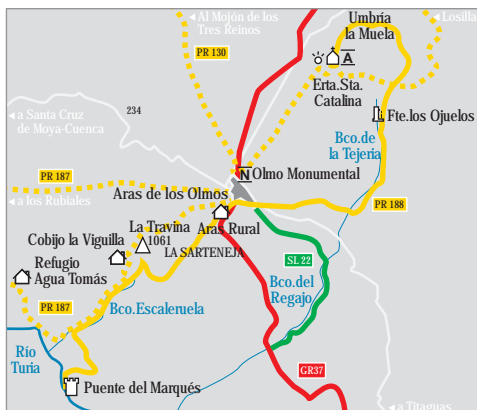 ◄ Al Mojón de los
Tres Reinos
Umbría
la Muela
Losilla ►
PR 130
A
Erta.Sta.
Catalina
234
Fte.los Ojuelos
◄ a Santa Cruz
de Moya-Cuenca
Bco.de
la Tejeria
N
Olmo Monumental
PR 187
Aras de los Olmos
◄ a los Rubiales
PR 188
La Travina
Aras Rural
Cobijo la Viguilla
1061
LA SARTENEJA
SL 22
Refugio
Agua Tomás
Bco.del
Regajo
PR 187
Bco.Escaleruela
Río
Turia
GR37
Puente del Marqués
◄ a Titaguas